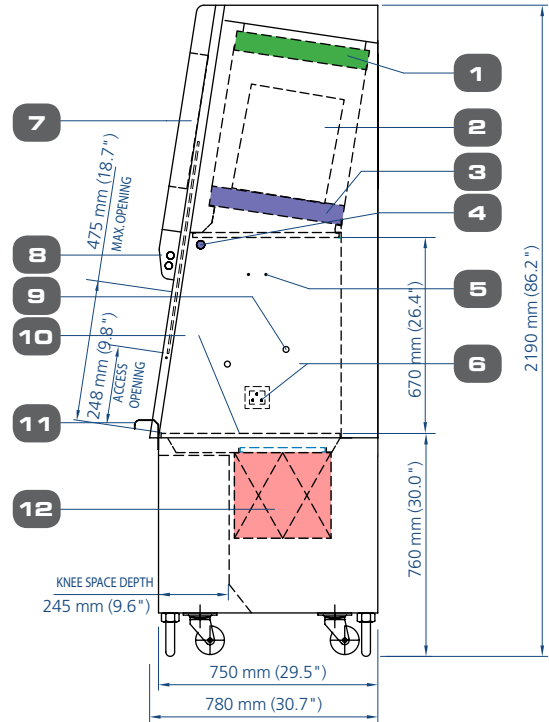 1
2
7
3
475 mm (18.7")
MAX. OPENING
4
8
5
9
10
670 mm (26.4")
2190 mm (86.2")
6
248 mm (9.8")
ACCESS
OPENING
11
12
760 mm (30.0")
KNEE SPACE DEPTH
245 mm (9.6")
750 mm (29.5")
780 mm (30.7")